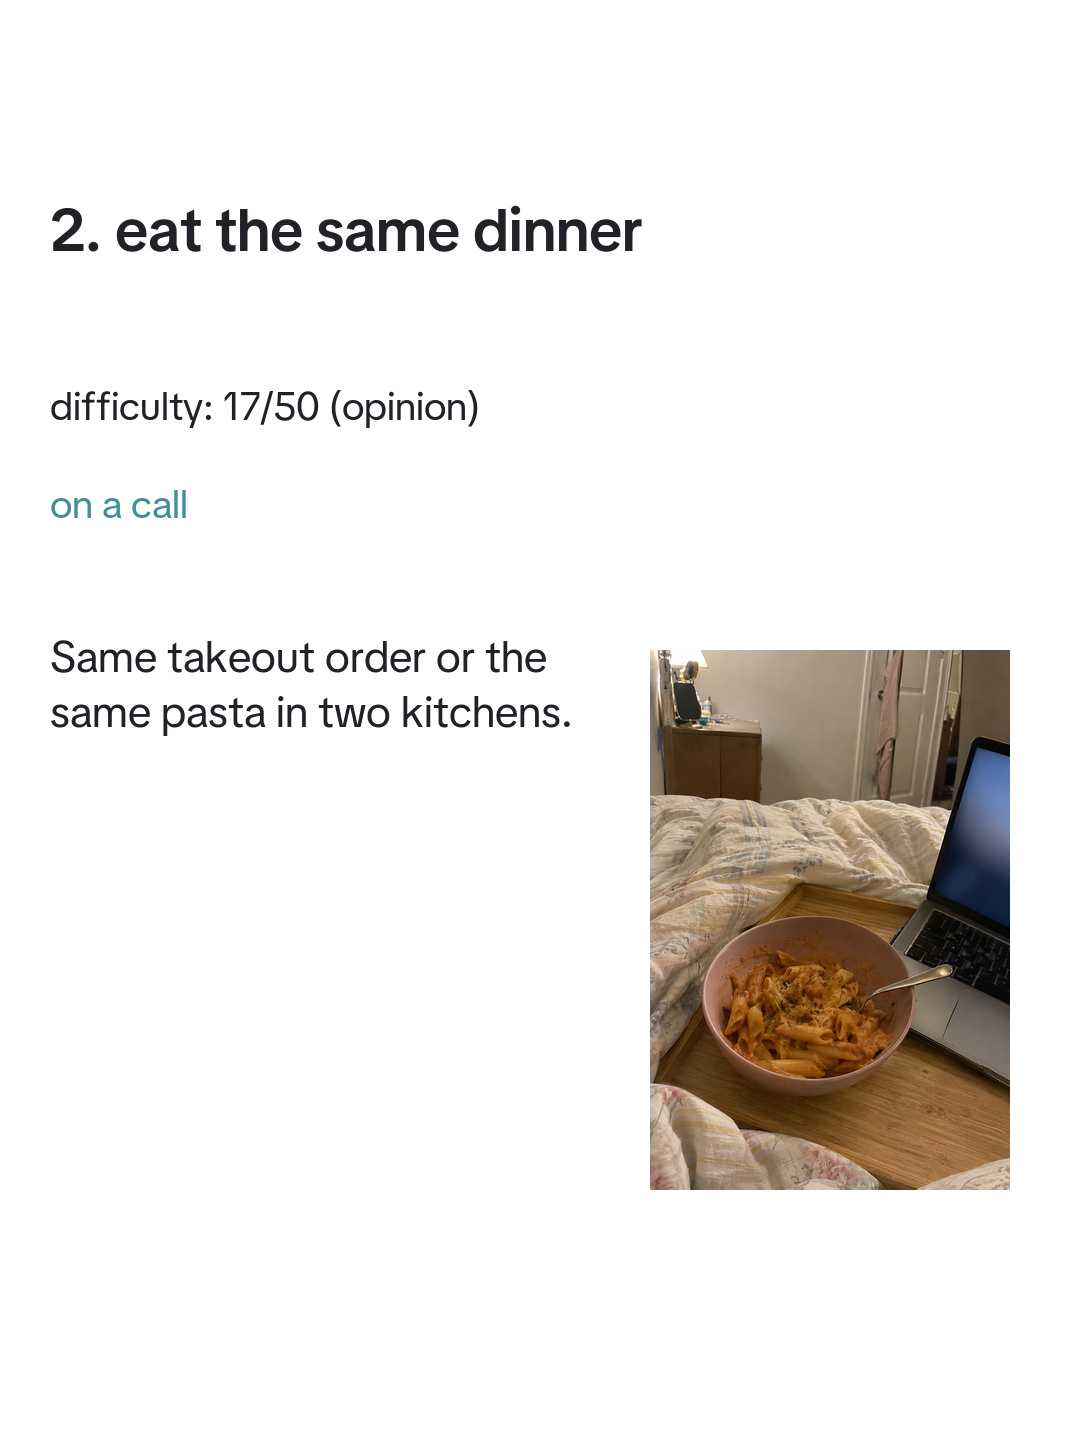 2. eat the same dinner
difficulty: 17/50 (opinion)
on a call
Same takeout order or the
same pasta in two kitchens.